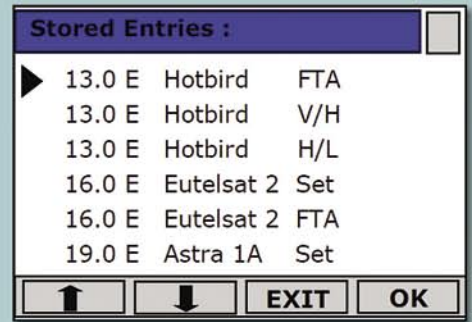 Stored Entries :
13.0 E Hotbird FTA
13.0 E Hotbird V/H
13.0 E Hotbird H/L
16.0 E Eutelsat 2 Set
16.0 E Eutelsat 2 FTA
19.0 E Astra 1A Set
EXIT OK